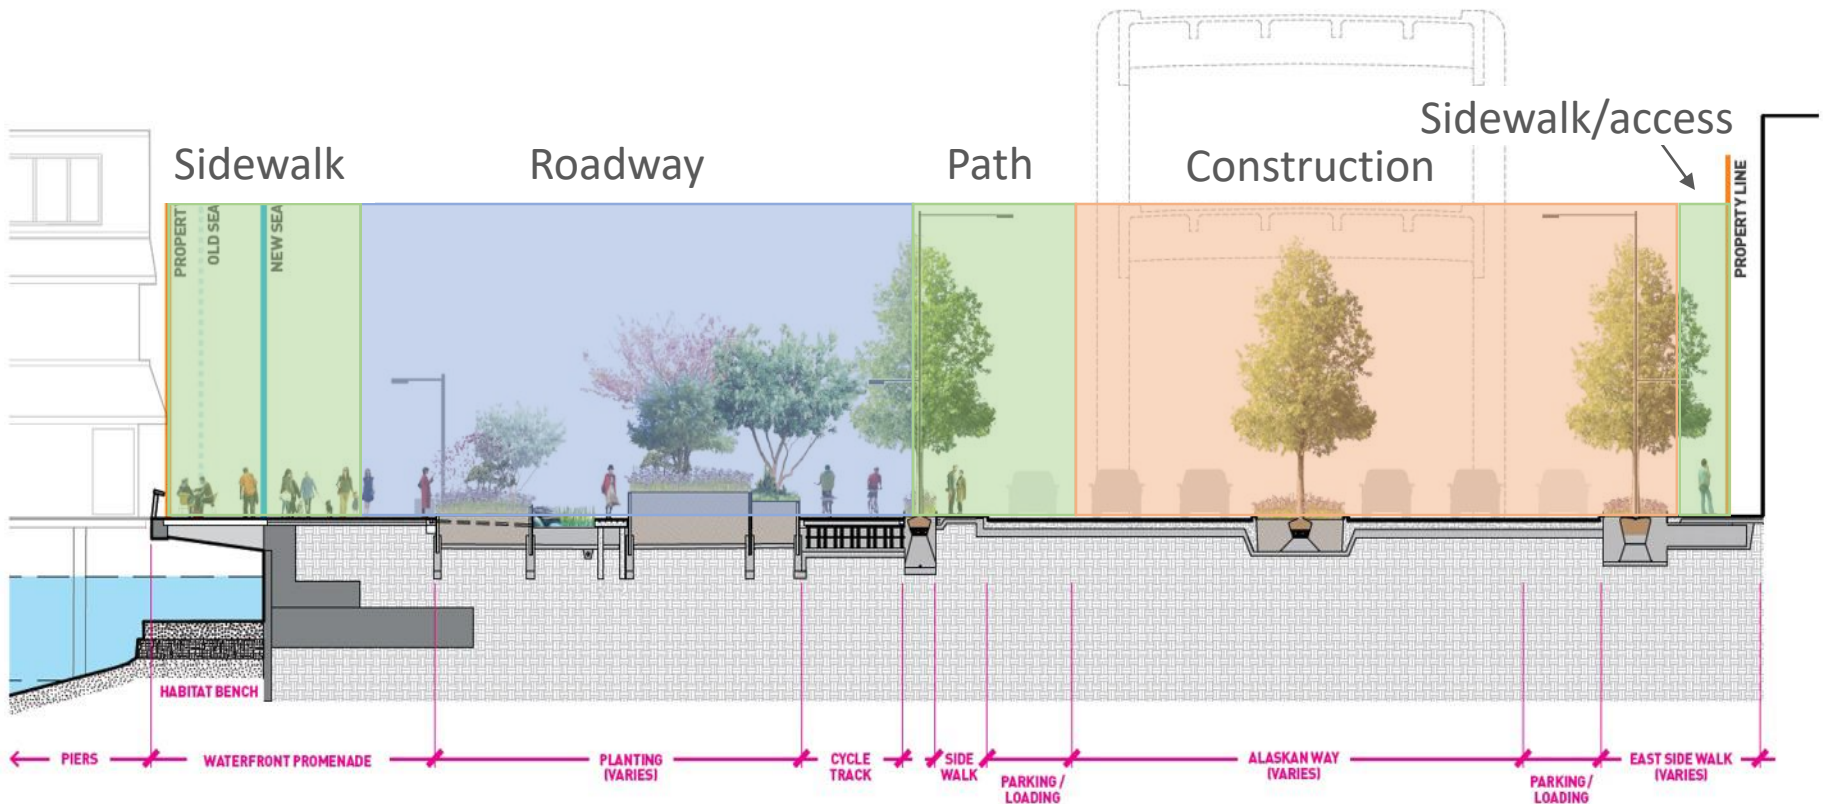 Sidewalk/access
Sidewalk
Roadway
Path
Construction
PROPERT
OLD SEA
NEW SEA
PROPERTY LINE
HABITAT BENCH
PIERS
WATERFRONT PROMENADE
PLANTING
(VARIES)
CYCLE
TRACK
SIDE
WALK
PARKING /
LOADING
ALASKAN WAY
(VARIES)
PARKING /
LOADING
EAST SIDE WALK
(VARIES)